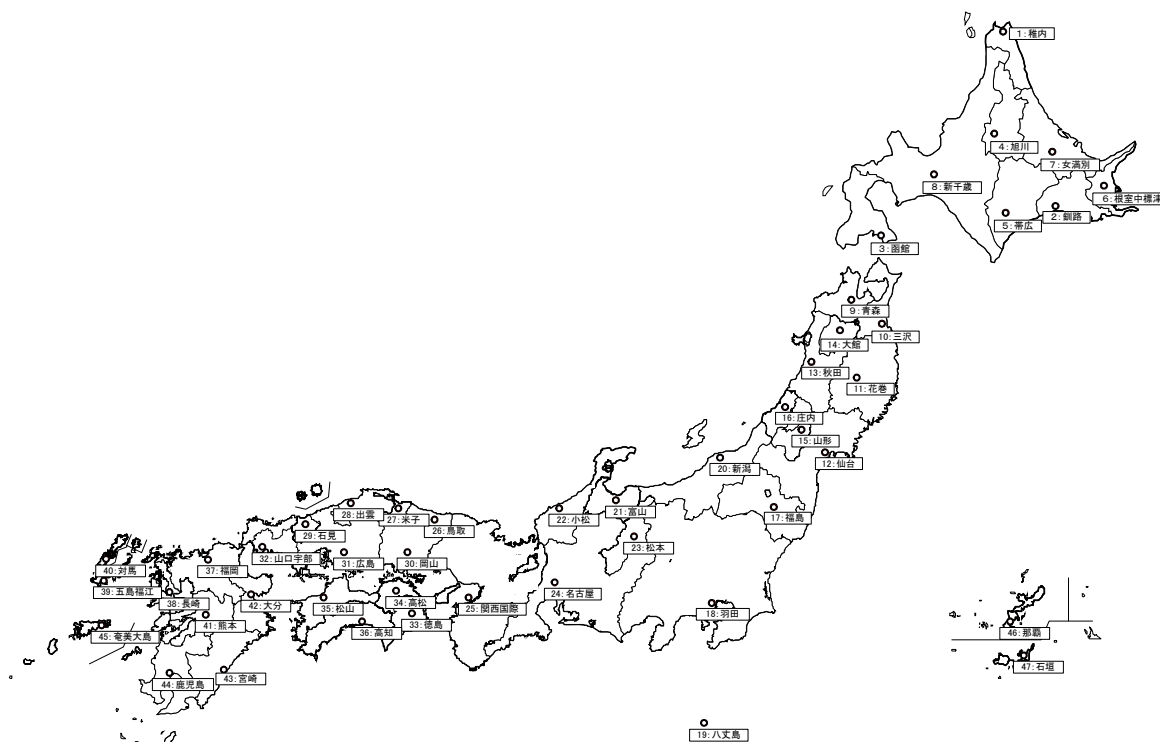 1:稚内
4:旭川
7:女満別
8:新千歳
6:根室中標津
2:釧路
5:帯広
3:函館
9:青森
10:三沢
14:大館
13:秋田
11:花巻
16:庄内
15:山形
12:仙台
20:新潟
21:富山
17:福島
22:小松
28:出雲
27:米子
26:鳥取
29:石見
23:松本
32:山口宇部
31:広島
30:岡山
40:対馬
37:福岡
39:五島福江
38:長崎
42:大分
35:松山
34:高松
25:関西国際
24:名古屋
18:羽田
41:熊本
33:徳島
36:高知
45:奄美大島
46:那覇
47:石垣
44:鹿児島
43:宮崎
19:八丈島